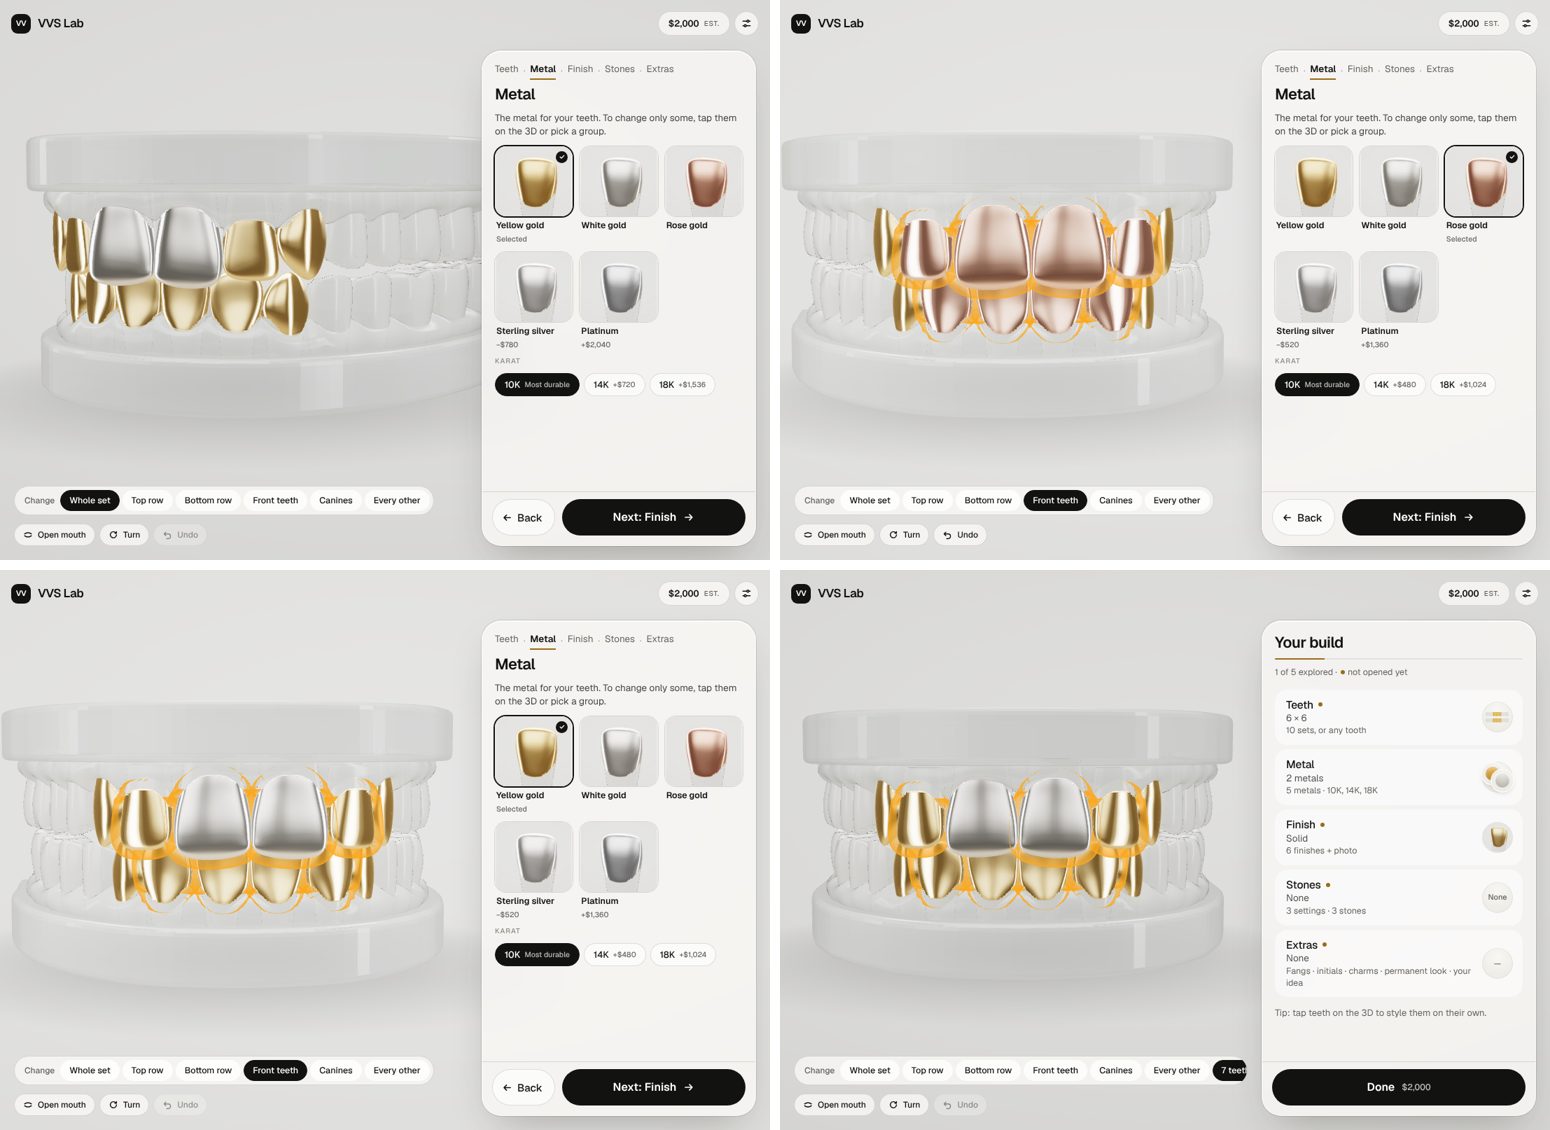 VV VVS Lab
$2,000 EST.
Teeth · Metal · Finish · Stones · Extras
Metal
The metal for your teeth. To change only some, tap them
on the 3D or pick a group.
Yellow gold White gold Rose gold
Selected
Sterling silver Platinum
−$780 +$2,040
KARAT
10K Most durable 14K +$720 18K +$1,536
Change Whole set Top row Bottom row Front teeth Canines Every other
Open mouth Turn Undo
← Back Next: Finish →
VV VVS Lab
$2,000 EST.
Teeth · Metal · Finish · Stones · Extras
Metal
The metal for your teeth. To change only some, tap them
on the 3D or pick a group.
Yellow gold White gold Rose gold
Selected
Sterling silver Platinum
−$520 +$1,360
KARAT
10K Most durable 14K +$480 18K +$1,024
Change Whole set Top row Bottom row Front teeth Canines Every other
Open mouth Turn Undo
← Back Next: Finish →
VV VVS Lab
$2,000 EST.
Teeth · Metal · Finish · Stones · Extras
Metal
The metal for your teeth. To change only some, tap them
on the 3D or pick a group.
Yellow gold White gold Rose gold
Selected
Sterling silver Platinum
−$520 +$1,360
KARAT
10K Most durable 14K +$480 18K +$1,024
Change Whole set Top row Bottom row Front teeth Canines Every other
Open mouth Turn Undo
← Back Next: Finish →
VV VVS Lab
$2,000 EST.
Your build
1 of 5 explored · • not opened yet
Teeth •
6 × 6
10 sets, or any tooth
Metal
2 metals
5 metals · 10K, 14K, 18K
Finish •
Solid
6 finishes + photo
Stones •
None
3 settings · 3 stones
None
Extras •
None
Fangs · initials · charms · permanent look · your
idea
–
Tip: tap teeth on the 3D to style them on their own.
Change Whole set Top row Bottom row Front teeth Canines Every other 7 teet
Open mouth Turn Undo
Done $2,000